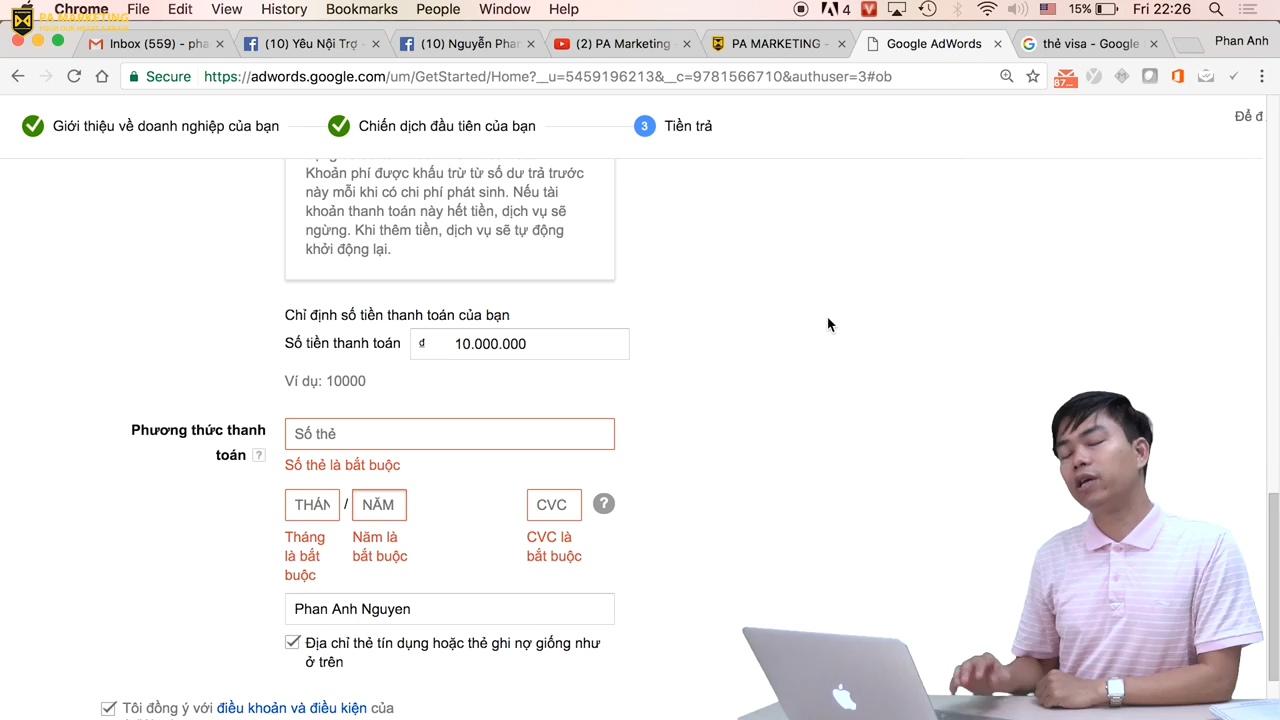 Chrome File Edit View History Bookmarks People Window Help 4 15% Fri 22:26
PA MARKETING
Inbox (559) - pha
(10) Yêu Nội Trợ -
(10) Nguyễn Phan
(2) PA Marketing -
PA MARKETING -
Google AdWords
thẻ visa - Google
Phan Anh
Secure https://adwords.google.com/um/GetStarted/Home?__u=5459196213&__c=9781566710&authuser=3#ob
87...
Giới thiệu về doanh nghiệp của bạn
Chiến dịch đầu tiên của bạn
3 Tiền trả
Để đ
Khoản phí được khấu trừ từ số dư trả trước
này mỗi khi có chi phí phát sinh. Nếu tài
khoản thanh toán này hết tiền, dịch vụ sẽ
ngừng. Khi thêm tiền, dịch vụ sẽ tự động
khởi động lại.
Chỉ định số tiền thanh toán của bạn
Số tiền thanh toán ₫ 10.000.000
Ví dụ: 10000
Phương thức thanh
toán ?
Số thẻ
Số thẻ là bắt buộc
THÁN / NĂM CVC ?
Tháng
là bắt
buộc
Năm là
bắt buộc
CVC là
bắt buộc
Phan Anh Nguyen
Địa chỉ thẻ tín dụng hoặc thẻ ghi nợ giống như
ở trên
Tôi đồng ý với điều khoản và điều kiện của